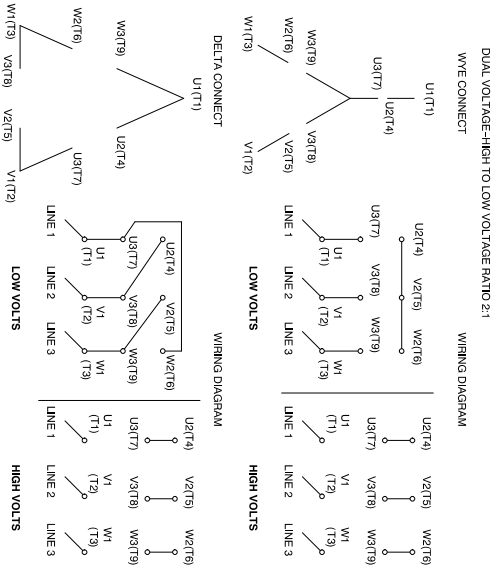 DUAL VOLTAGE–HIGH TO LOW VOLTAGE RATIO 2:1
WYE CONNECT
U1(T1)
U3(T7)
U2(T4)
W3(T9)
V3(T8)
W2(T6)
V2(T5)
W1(T3)
V1(T2)
WIRING DIAGRAM
U2(T4) V2(T5) W2(T6)
U3(T7) V3(T8) W3(T9)
U1 V1 W1
(T1) (T2) (T3)
LINE 1 LINE 2 LINE 3
LOW VOLTS
U2(T4) V2(T5) W2(T6)
U3(T7) V3(T8) W3(T9)
U1 V1 W1
(T1) (T2) (T3)
LINE 1 LINE 2 LINE 3
HIGH VOLTS
DELTA CONNECT
U1(T1)
W3(T9)
U2(T4)
W2(T6)
U3(T7)
W1(T3)
V3(T8)
V2(T5)
V1(T2)
WIRING DIAGRAM
U2(T4) V2(T5) W2(T6)
U3(T7) V3(T8) W3(T9)
U1 V1 W1
(T1) (T2) (T3)
LINE 1 LINE 2 LINE 3
LOW VOLTS
U2(T4) V2(T5) W2(T6)
U3(T7) V3(T8) W3(T9)
U1 V1 W1
(T1) (T2) (T3)
LINE 1 LINE 2 LINE 3
HIGH VOLTS